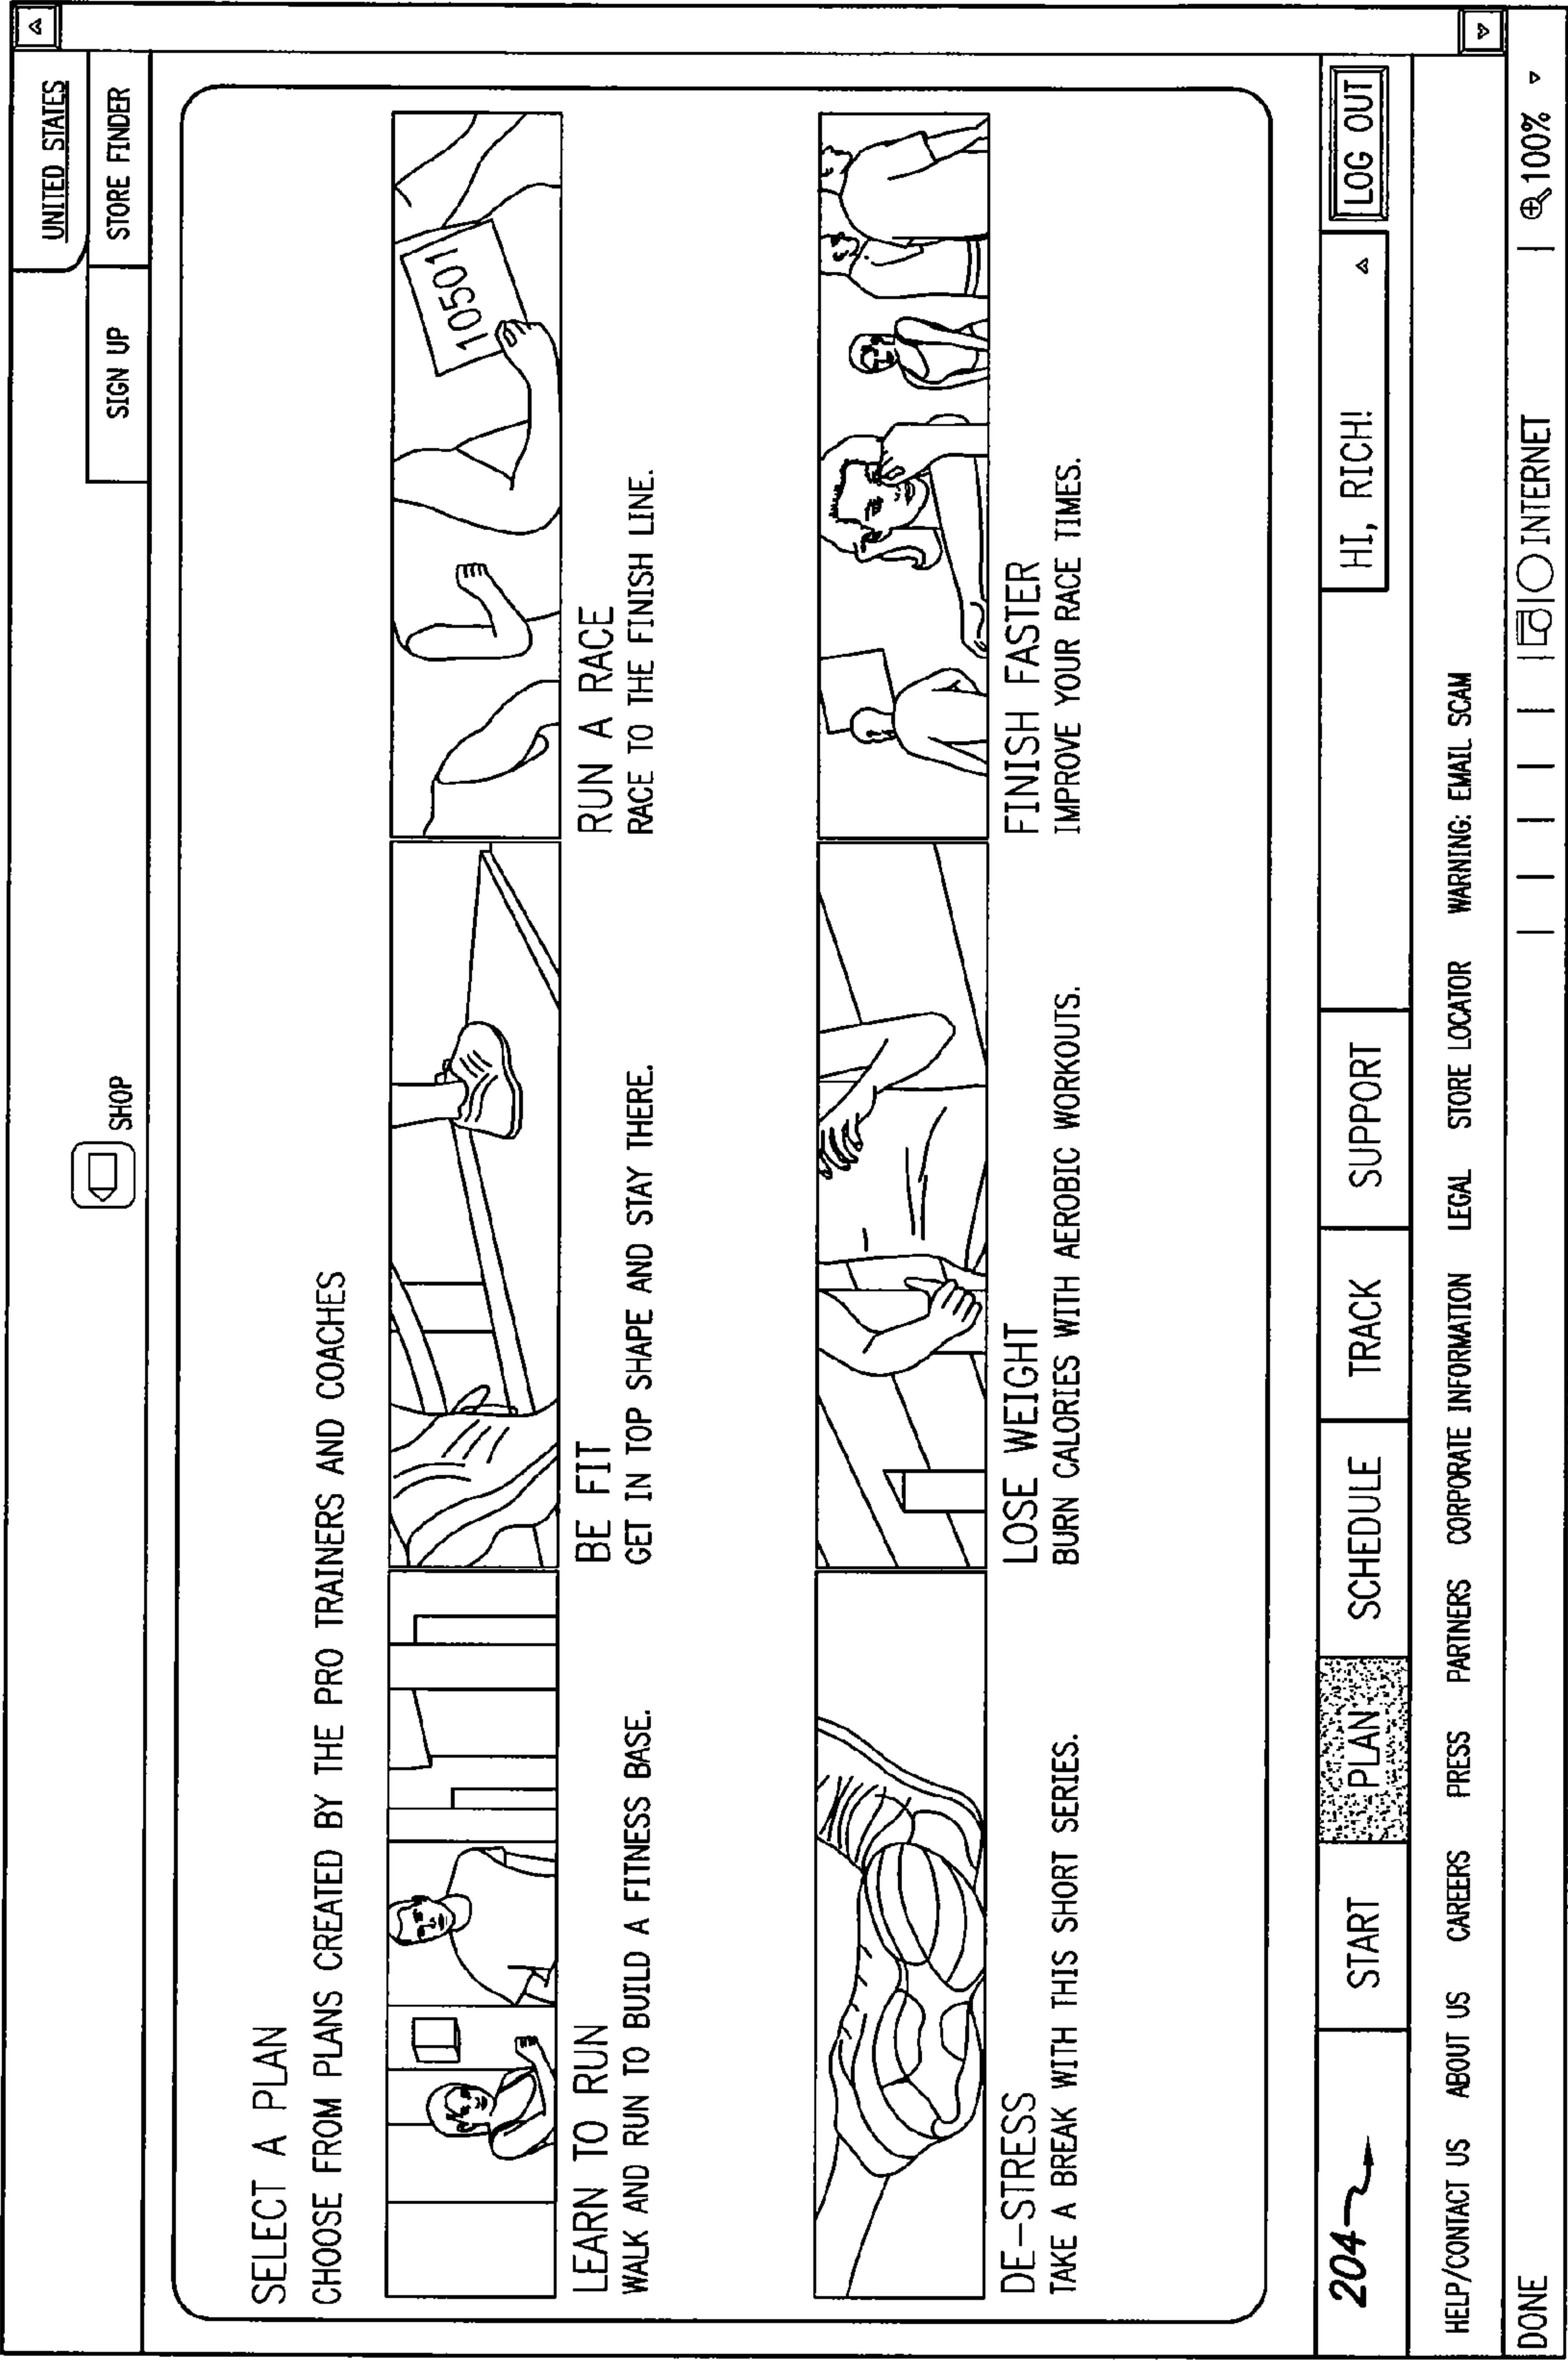 UNITED STATES
SHOP
SIGN UP
STORE FINDER
SELECT A PLAN
CHOOSE FROM PLANS CREATED BY THE PRO TRAINERS AND COACHES
10501
LEARN TO RUN
WALK AND RUN TO BUILD A FITNESS BASE.
BE FIT
GET IN TOP SHAPE AND STAY THERE.
RUN A RACE
RACE TO THE FINISH LINE.
DE-STRESS
TAKE A BREAK WITH THIS SHORT SERIES.
LOSE WEIGHT
BURN CALORIES WITH AEROBIC WORKOUTS.
FINISH FASTER
IMPROVE YOUR RACE TIMES.
204
START PLAN SCHEDULE TRACK SUPPORT HI, RICH! LOG OUT
HELP/CONTACT US ABOUT US CAREERS PRESS PARTNERS CORPORATE INFORMATION LEGAL STORE LOCATOR WARNING: EMAIL SCAM
DONE INTERNET 100%